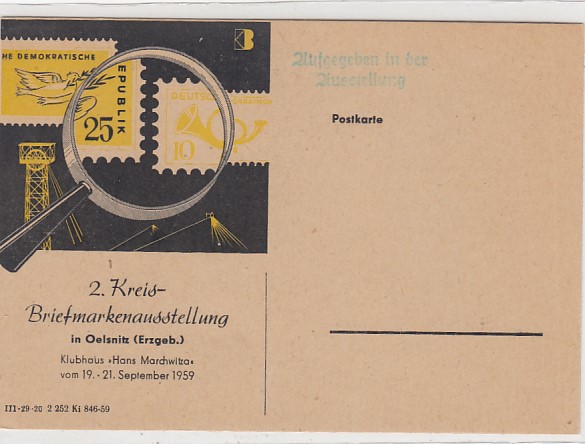 HE DEMOKRATISCHE
EPUBLIK
25
DEUTSCHE
10
B
Aufgegeben in der
Ausstellung
Postkarte
2. Kreis-
Briefmarkenausstellung
in Oelsnitz (Erzgeb.)
Klubhaus »Hans Marchwitza«
vom 19. - 21. September 1959
III-29-20 2 252 Ki 846-59